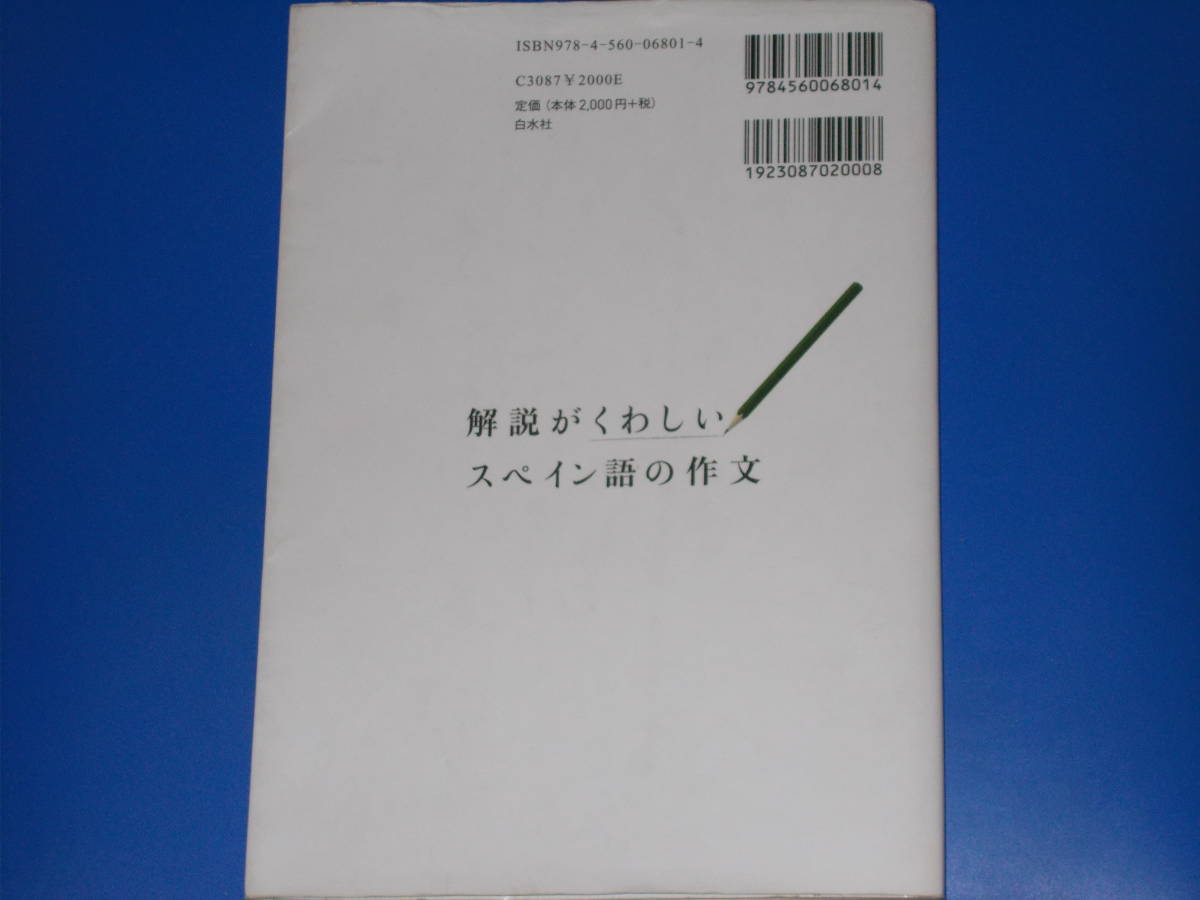 ISBN978-4-560-06801-4
C3087 ¥2000E
定価（本体2,000円+税）
白水社
9784560068014
1923087020008
解説がくわしい
スペイン語の作文